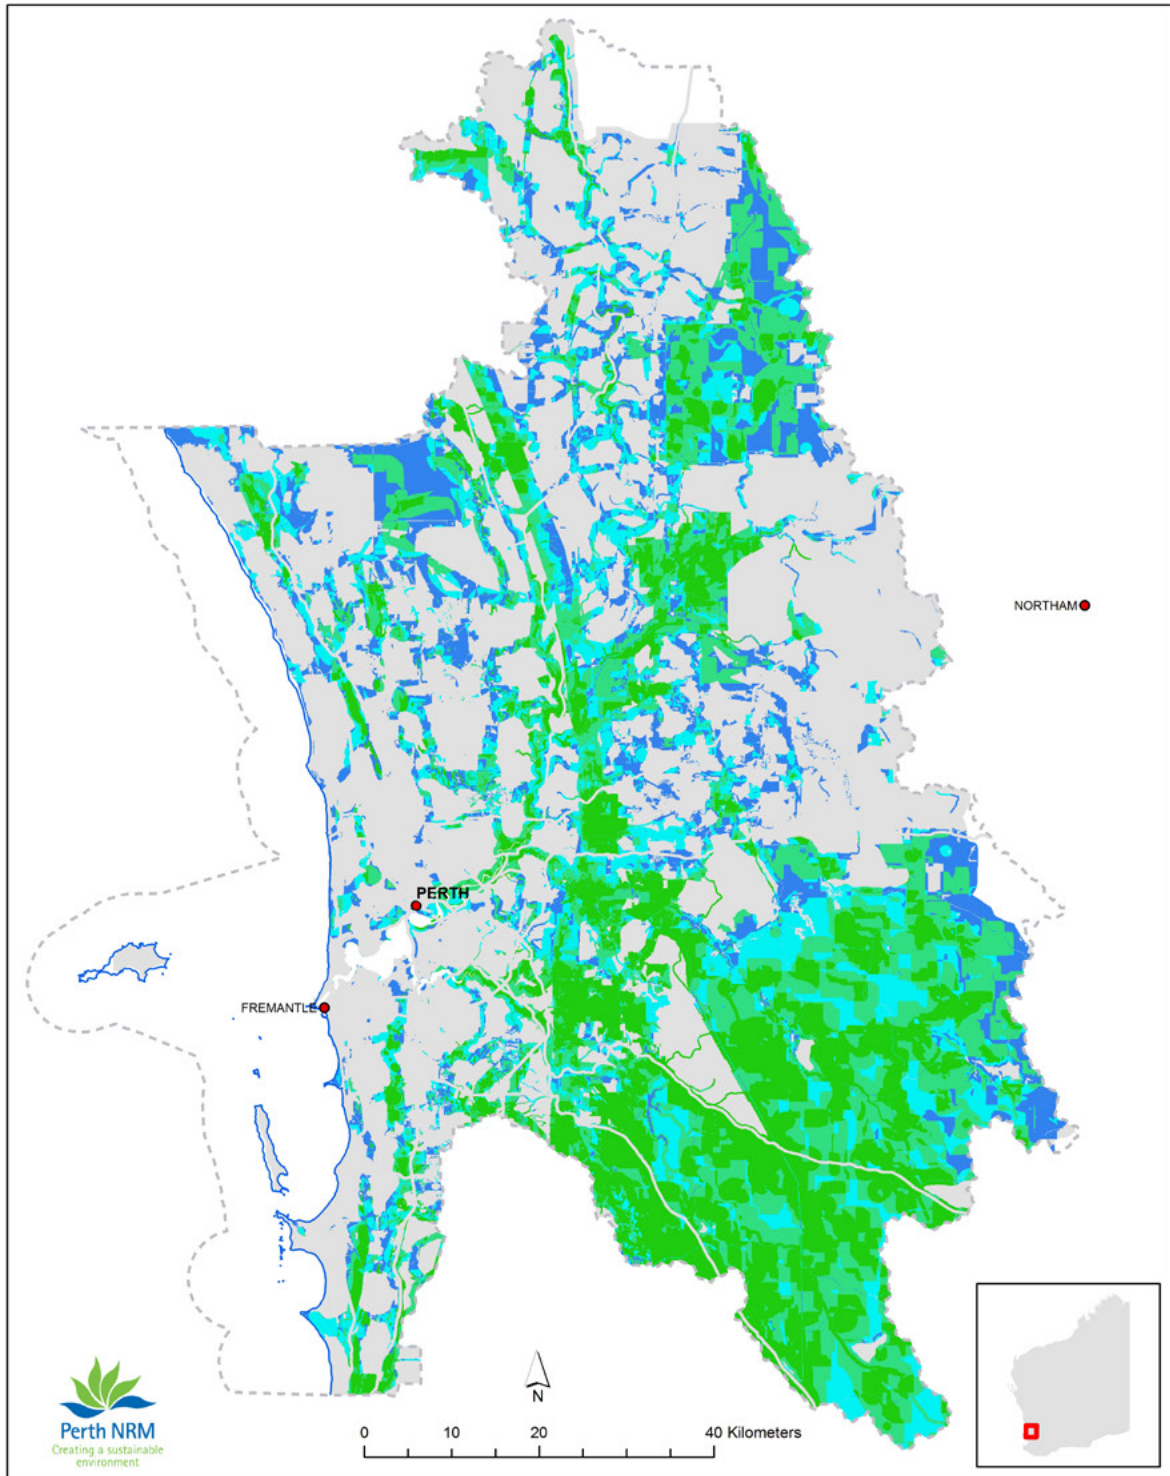 NORTHAM
PERTH
FREMANTLE
N
Perth NRM
Creating a sustainable
environment
0 10 20 40 Kilometers